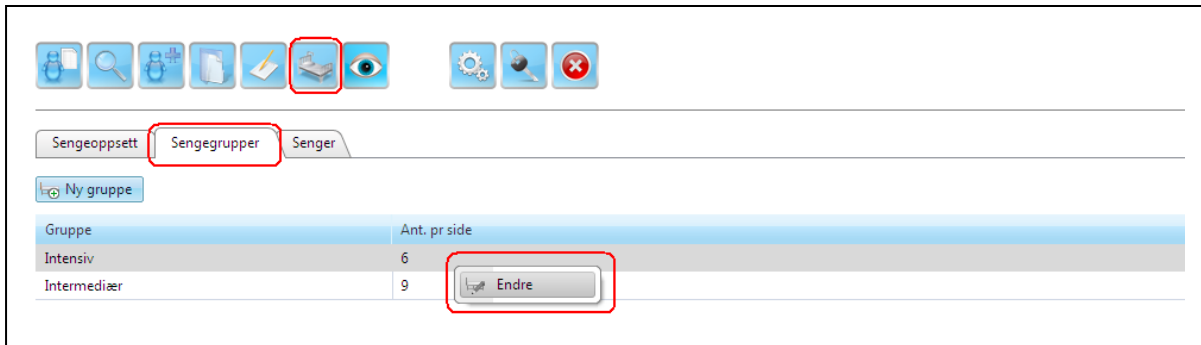 Sengeoppsett Sengegrupper Senger
Ny gruppe
Gruppe Ant. pr side
Intensiv 6
Intermediær 9
Endre